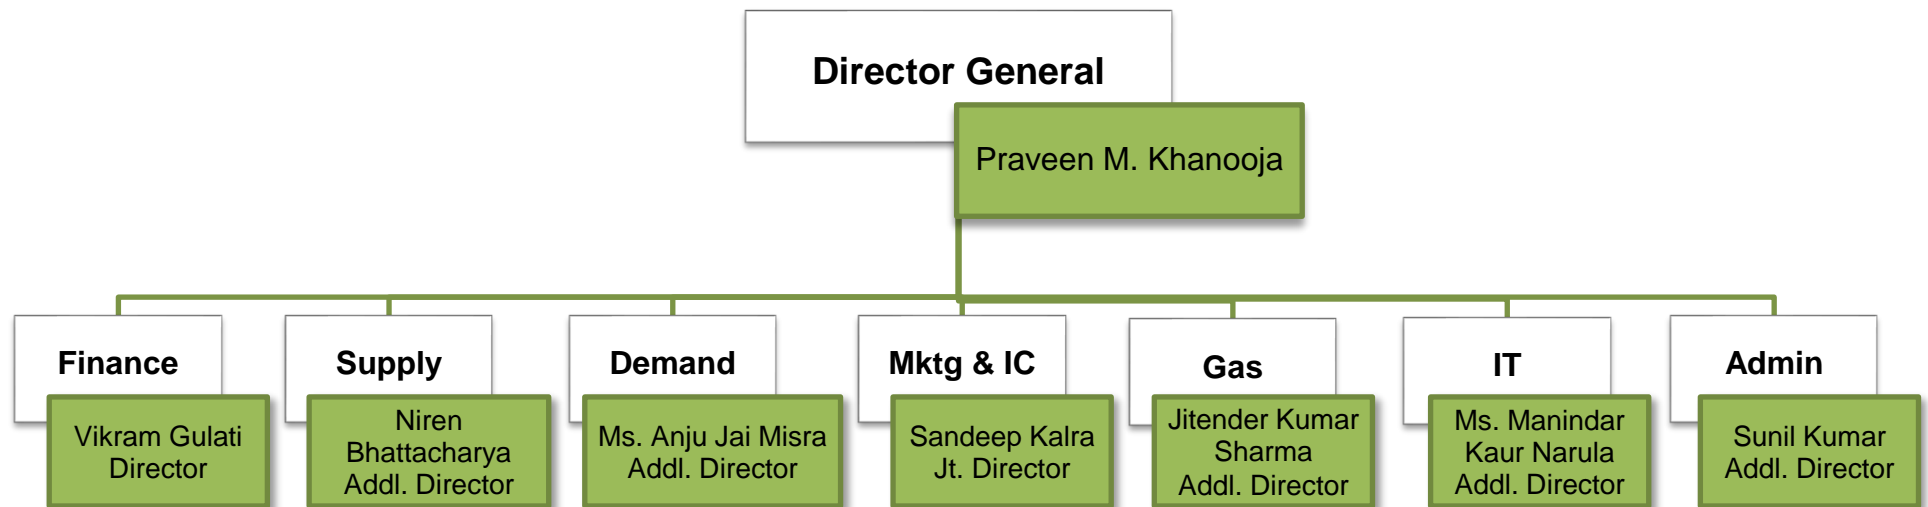 Director General
Praveen M. Khanooja
Finance
Vikram Gulati
Director
Supply
Niren
Bhattacharya
Addl. Director
Demand
Ms. Anju Jai Misra
Addl. Director
Mktg & IC
Sandeep Kalra
Jt. Director
Gas
Jitender Kumar
Sharma
Addl. Director
IT
Ms. Manindar
Kaur Narula
Addl. Director
Admin
Sunil Kumar
Addl. Director